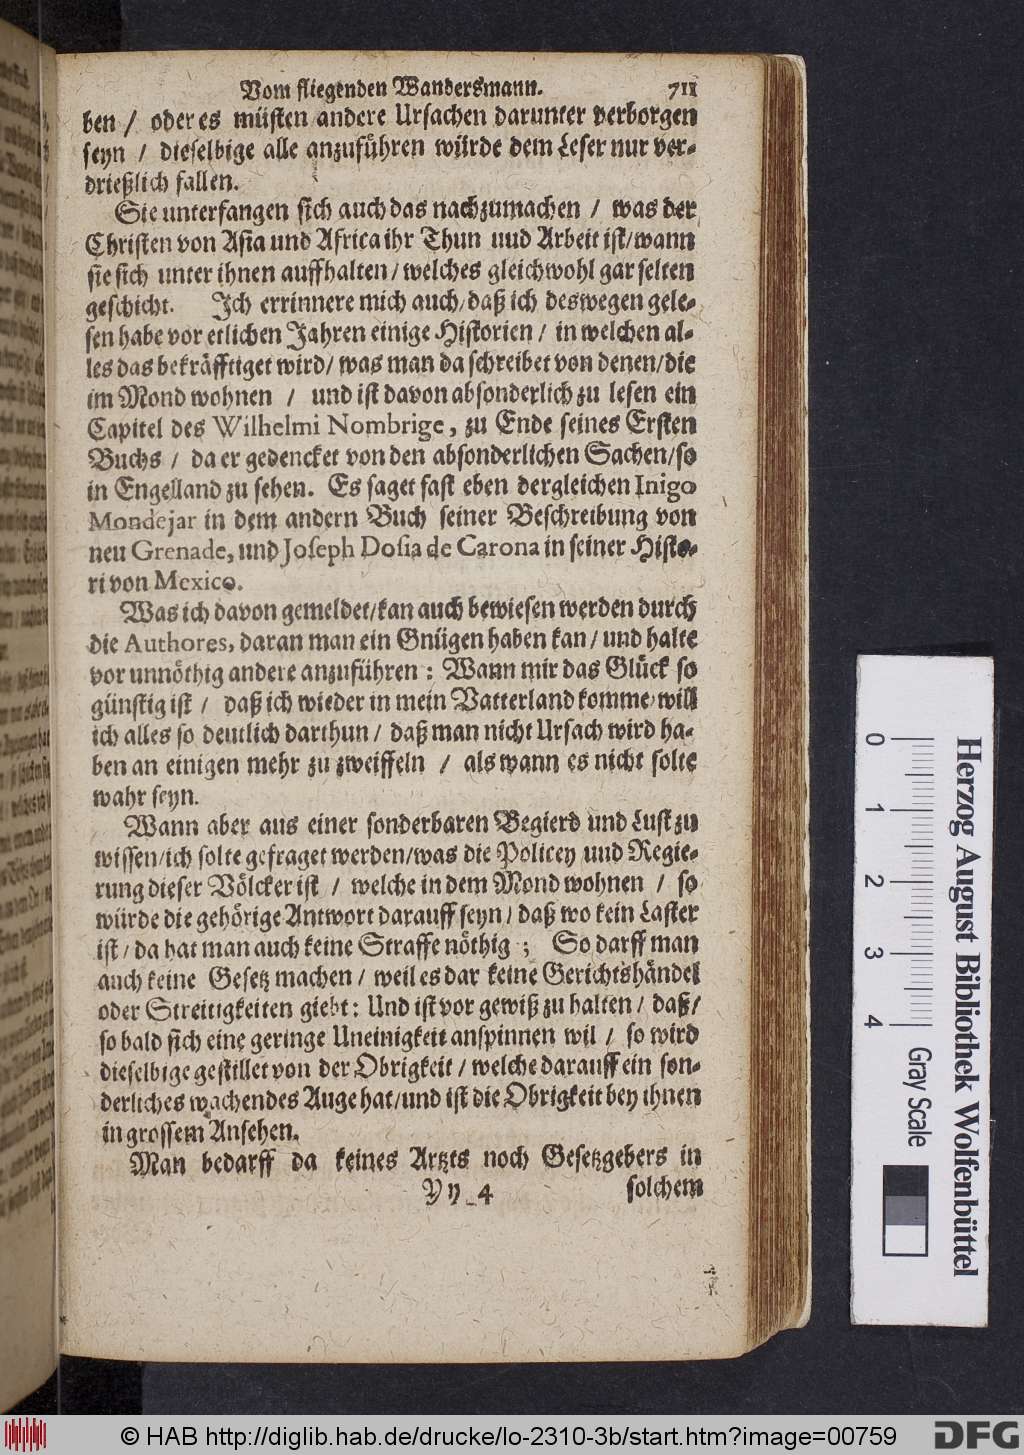 Vom fliegenden Wandersmann. 711
ben / oder es müsten andere Ursachen darunter verborgen
seyn / dieselbige alle anzuführen würde dem Leser nur ver-
drießlich fallen.
Sie unterfangen sich auch das nachzumachen / was der
Christen von Asia und Africa ihr Thun uud Arbeit ist/wann
sie sich unter ihnen auffhalten / welches gleichwohl gar selten
geschicht. Ich errinnere mich auch/ daß ich deswegen gele-
sen habe vor etlichen Jahren einige Historien / in welchen al-
les das bekräfftiget wird/ was man da schreibet von denen/die
im Mond wohnen / und ist davon absonderlich zu lesen ein
Capitel des Wilhelmi Nombrige, zu Ende seines Ersten
Buchs / da er gedencket von den absonderlichen Sachen/so
in Engelland zu sehen. Es saget fast eben dergleichen Inigo
Mondejar in dem andern Buch seiner Beschreibung von
neu Grenade, und Joseph Dosia de Carona in seiner Histo-
ri von Mexico.
Was ich davon gemeldet/kan auch bewiesen werden durch
die Authores, daran man ein Gnügen haben kan / und halte
vor unnöthig andere anzuführen : Wann mir das Glück so
günstig ist / daß ich wieder in mein Vatterland komme/ will
ich alles so deutlich darthun / daß man nicht Ursach wird ha-
ben an einigen mehr zu zweiffeln / als wann es nicht solte
wahr seyn.
Wann aber aus einer sonderbaren Begierd und Lust zu
wissen/ich solte gefraget werden/was die Policey und Regie-
rung dieser Völcker ist / welche in dem Mond wohnen / so
würde die gehörige Antwort darauff seyn / daß wo kein Laster
ist / da hat man auch keine Straffe nöthig ; So darff man
auch keine Gesetz machen / weil es dar keine Gerichtshändel
oder Streitigkeiten giebt: Und ist vor gewiß zu halten / daß/
so bald sich eine geringe Uneinigkeit anspinnen wil / so wird
dieselbige gestillet von der Obrigkeit / welche darauff ein son-
derliches wachendes Auge hat/und ist die Obrigkeit bey ihnen
in grossem Ansehen.
Man bedarff da keines Artzts noch Gesetzgebers in
Yy 4 solchem
0 1 2 3 4 Gray Scale
Herzog August Bibliothek Wolfenbüttel
© HAB http://diglib.hab.de/drucke/lo-2310-3b/start.htm?image=00759
DFG